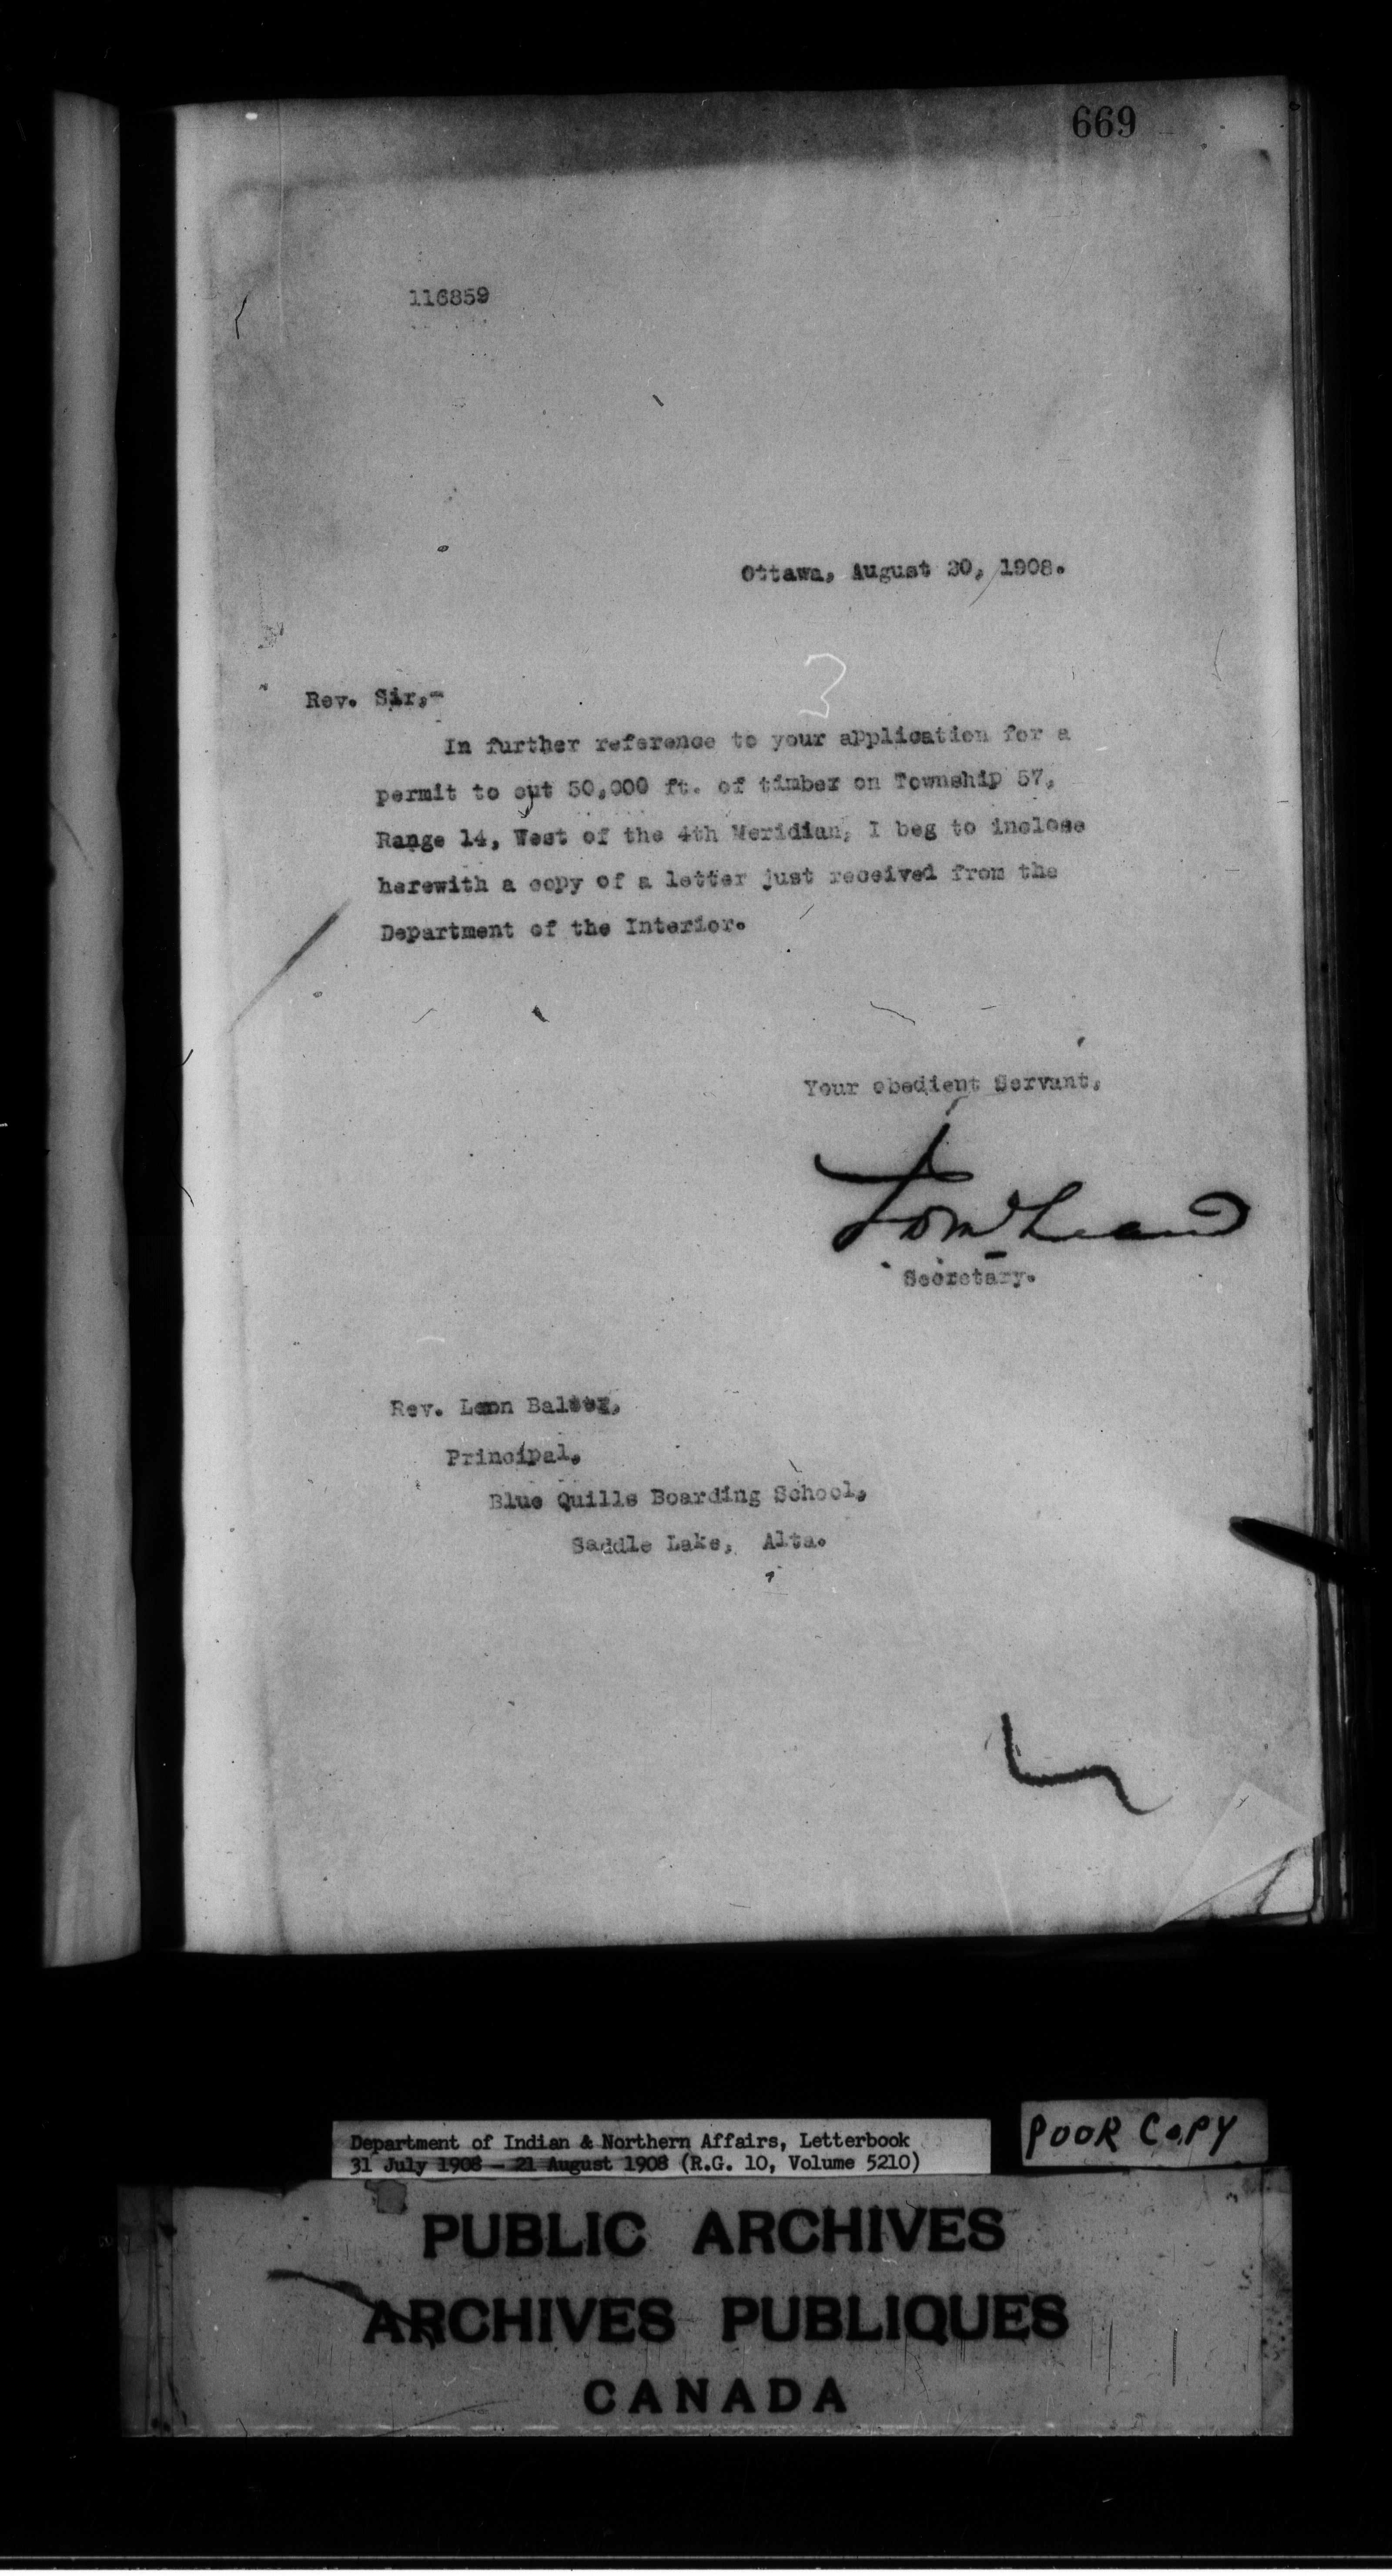 669
116859
Ottawa, August 20, 1908.
Rev. Sir,-
In further reference to your application for a
permit to cut 50,000 ft. of timber on Township 57,
Range 14, West of the 4th Meridian, I beg to inclose
herewith a copy of a letter just received from the
Department of the Interior.
Your obedient Servant,
Secretary.
Rev. Leon Balter,
Principal,
Blue Quills Boarding School,
Saddle Lake, Alta.
POOR COPY
Department of Indian & Northern Affairs, Letterbook
31 July 1908 - 21 August 1908 (R.G. 10, Volume 5210)
PUBLIC ARCHIVES
ARCHIVES PUBLIQUES
CANADA